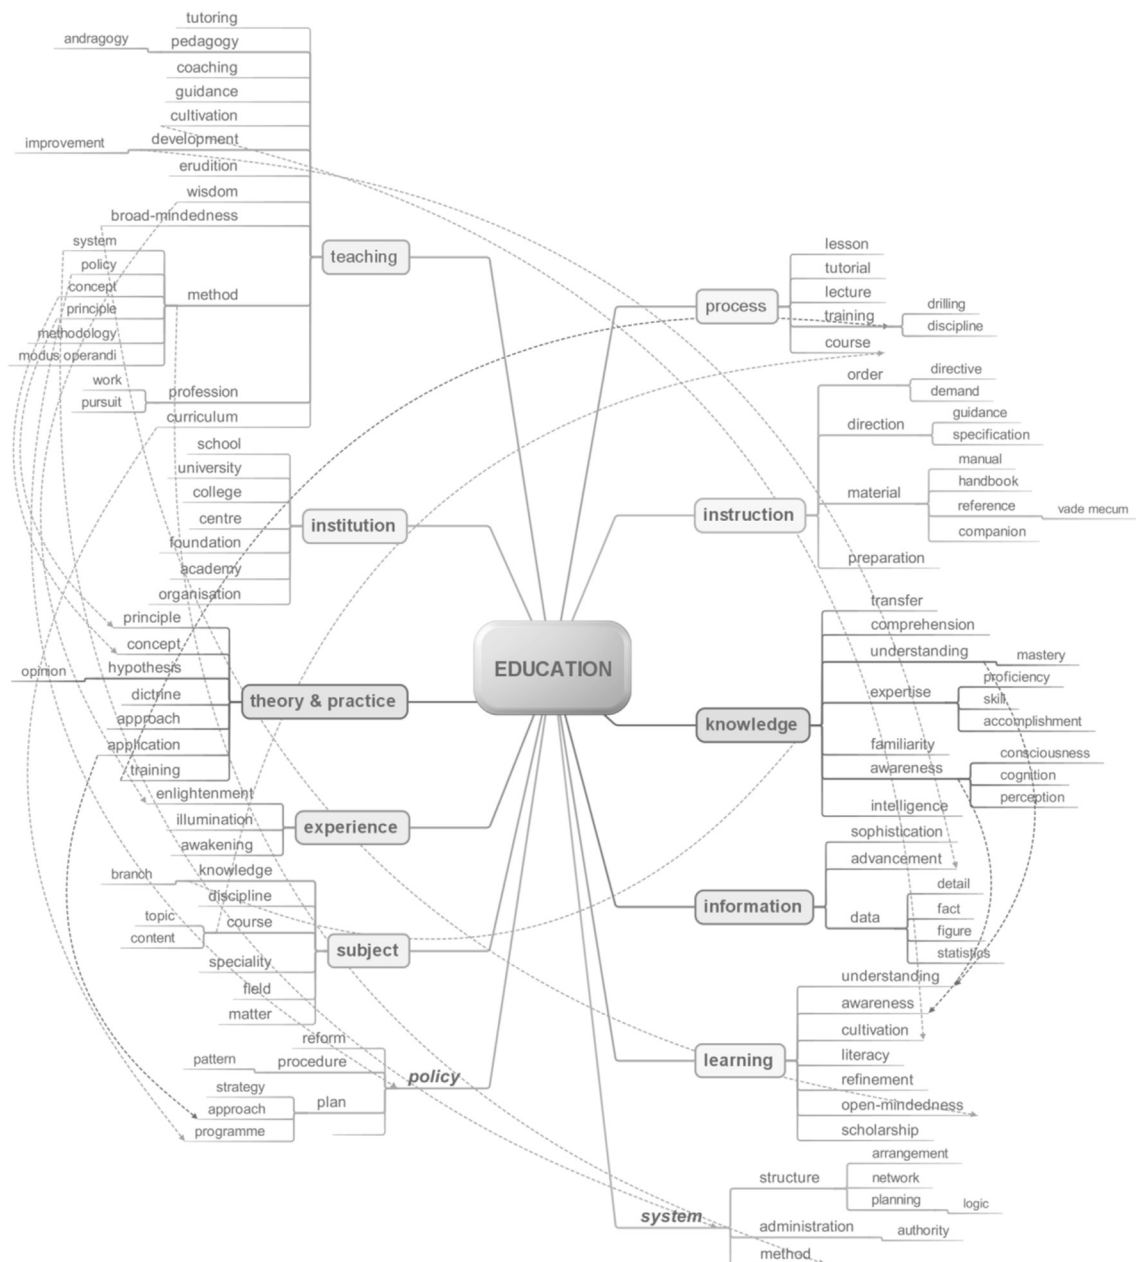 tutoring
andragogy
pedagogy
coaching
guidance
cultivation
improvement
development
erudition
wisdom
broad-mindedness
system
policy
concept
principle
methodology
modus operandi
method
work
pursuit
profession
curriculum
teaching
school
university
college
centre
foundation
academy
organisation
institution
principle
concept
opinion
hypothesis
dictrine
approach
application
training
theory & practice
enlightenment
illumination
awakening
experience
branch
knowledge
discipline
topic
content
course
speciality
field
matter
subject
reform
pattern
procedure
strategy
approach
programme
plan
policy
EDUCATION
process
lesson
tutorial
lecture
training
drilling
discipline
course
instruction
order
directive
demand
direction
guidance
specification
material
manual
handbook
reference
vade mecum
companion
preparation
knowledge
transfer
comprehension
understanding
mastery
expertise
proficiency
skill
accomplishment
familiarity
awareness
consciousness
cognition
perception
intelligence
information
sophistication
advancement
data
detail
fact
figure
statistics
learning
understanding
awareness
cultivation
literacy
refinement
open-mindedness
scholarship
system
structure
arrangement
network
planning
logic
administration
authority
method